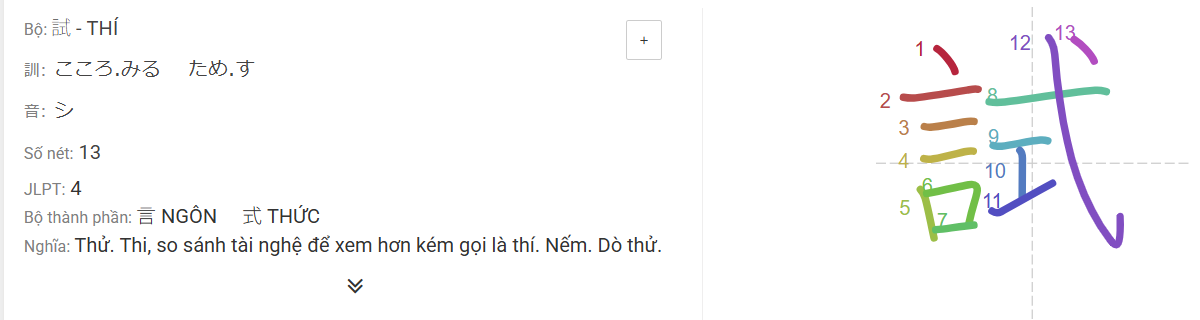 Bộ: 試 - THÍ
+
訓: こころ.みる ため.す
音: シ
Số nét: 13
JLPT: 4
Bộ thành phần: 言 NGÔN 式 THỨC
Nghĩa: Thử. Thi, so sánh tài nghệ để xem hơn kém gọi là thí. Nếm. Dò thử.
試
1
2
3
4
5
6
7
8
9
10
11
12
13